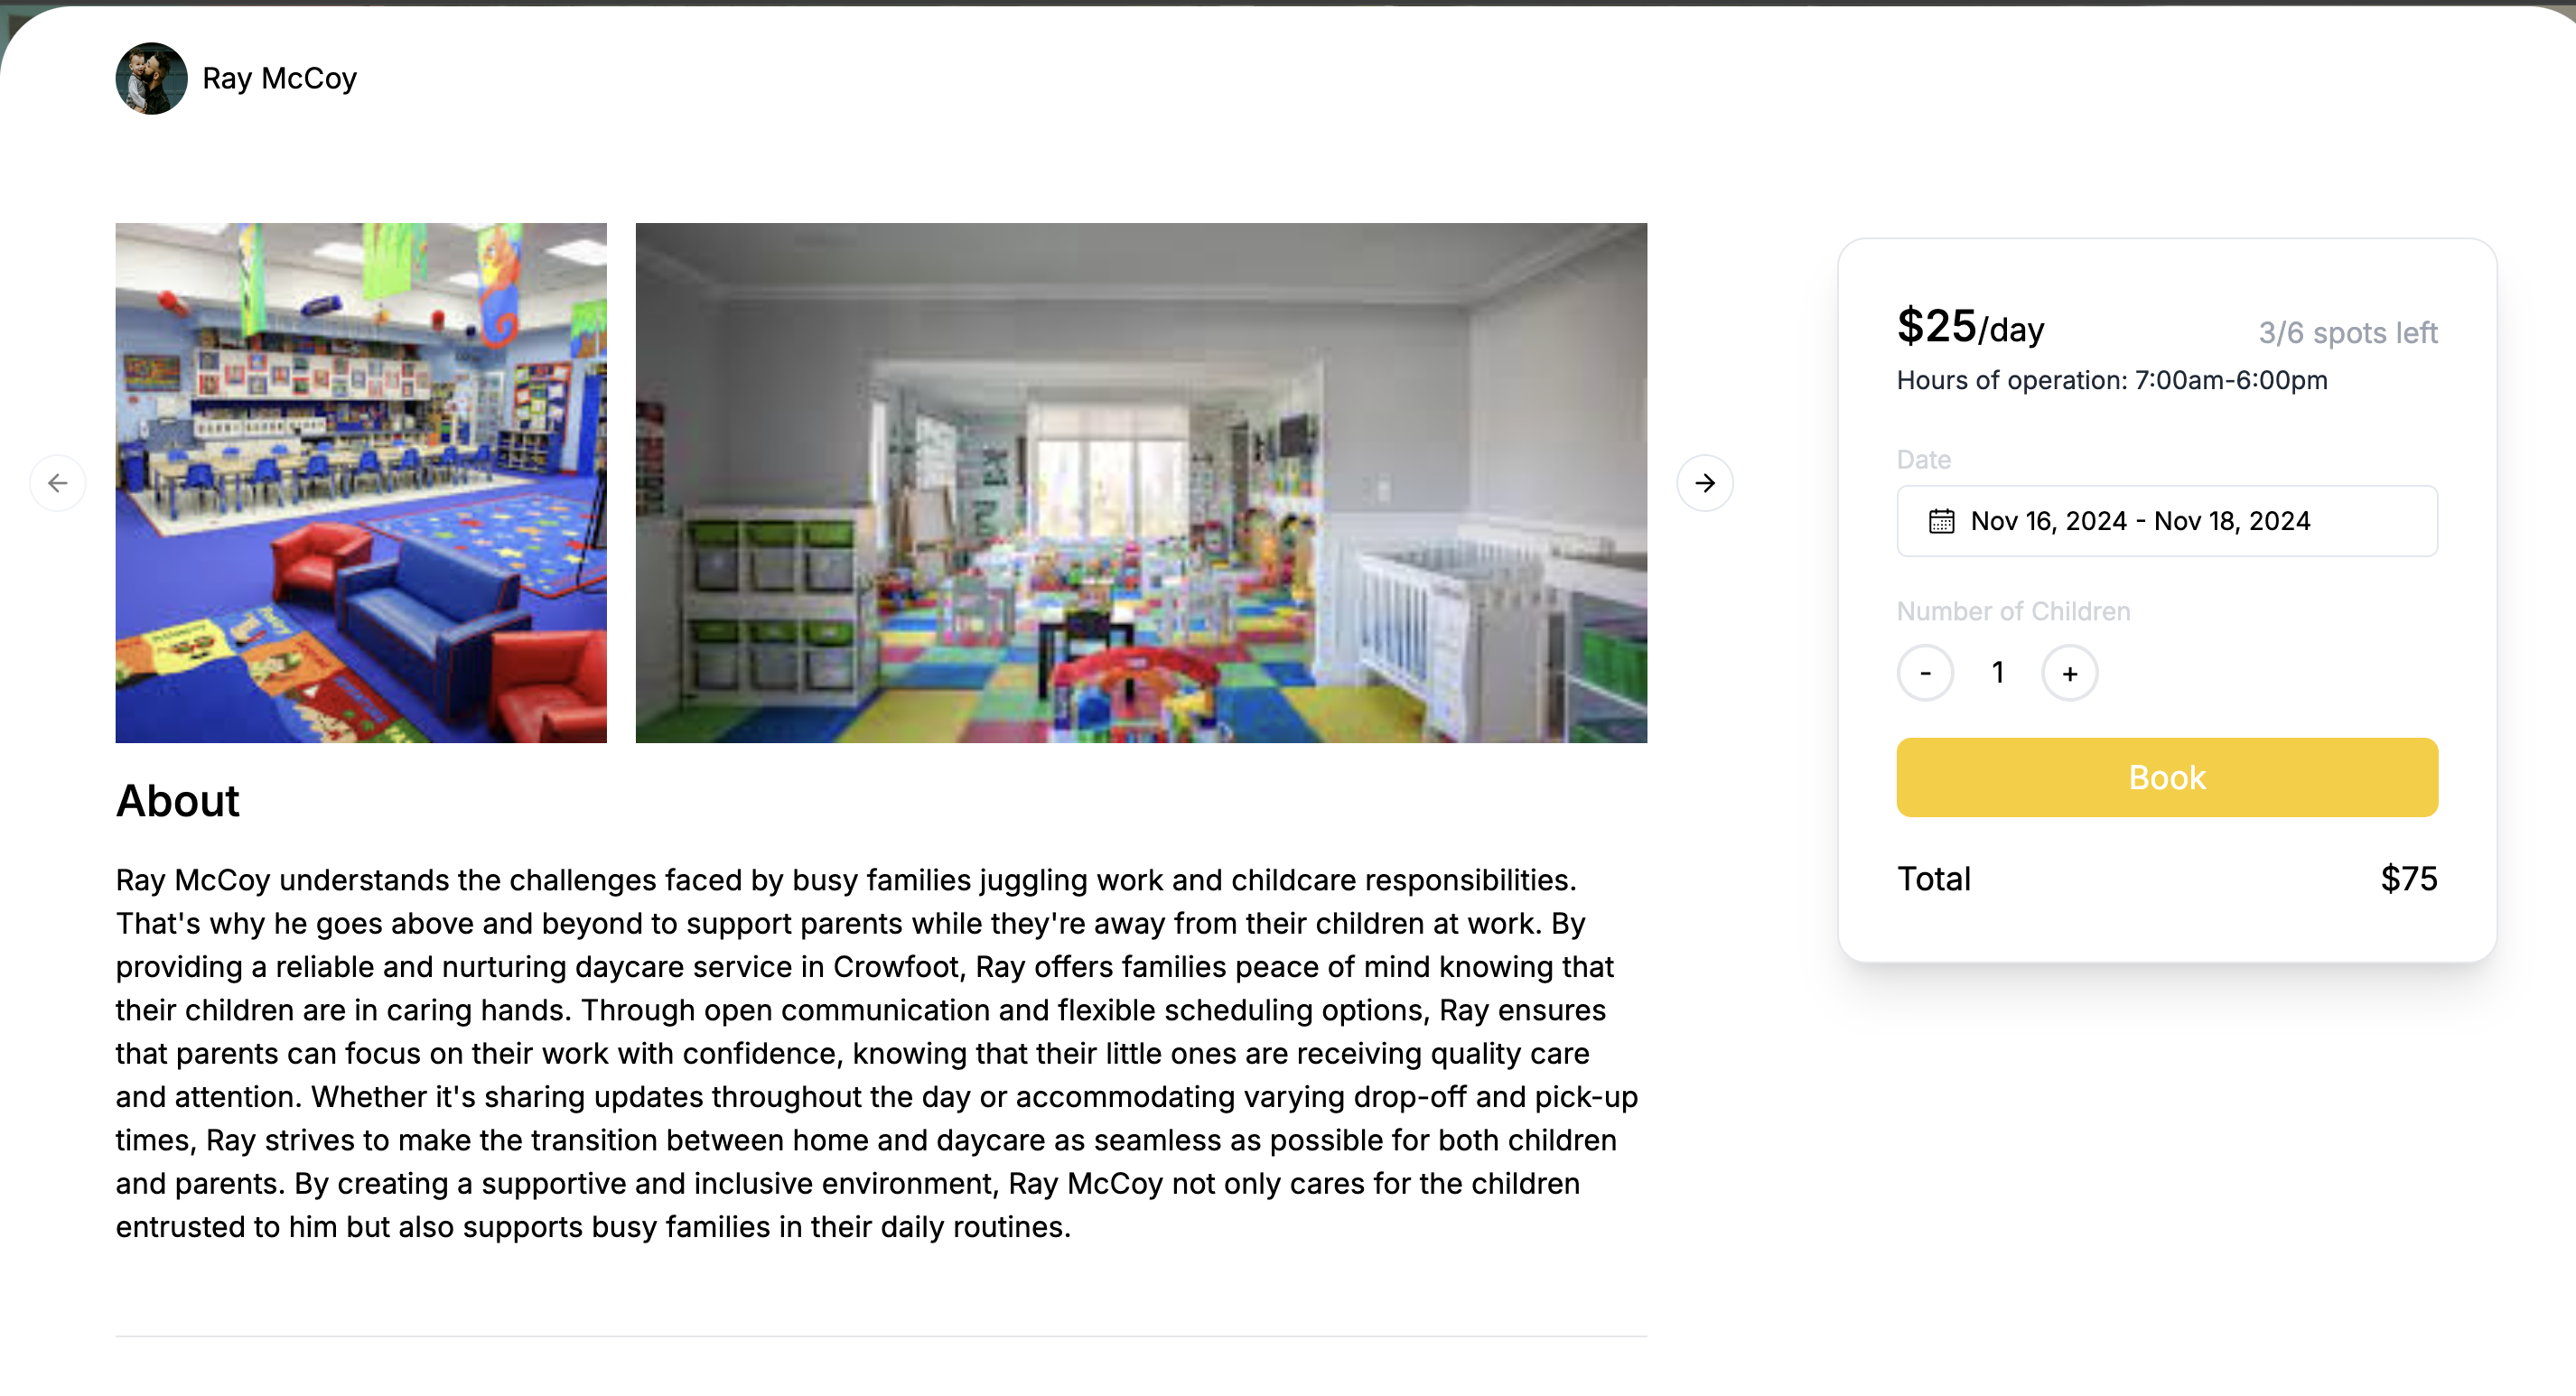 Ray McCoy
$25/day
3/6 spots left
Hours of operation: 7:00am-6:00pm
Date
Nov 16, 2024 - Nov 18, 2024
Number of Children
- 1 +
Book
Total $75
About
Ray McCoy understands the challenges faced by busy families juggling work and childcare responsibilities.
That's why he goes above and beyond to support parents while they're away from their children at work. By
providing a reliable and nurturing daycare service in Crowfoot, Ray offers families peace of mind knowing that
their children are in caring hands. Through open communication and flexible scheduling options, Ray ensures
that parents can focus on their work with confidence, knowing that their little ones are receiving quality care
and attention. Whether it's sharing updates throughout the day or accommodating varying drop-off and pick-up
times, Ray strives to make the transition between home and daycare as seamless as possible for both children
and parents. By creating a supportive and inclusive environment, Ray McCoy not only cares for the children
entrusted to him but also supports busy families in their daily routines.